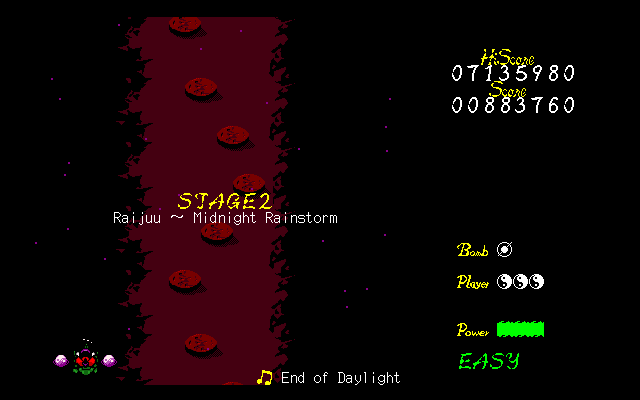 HiScore
07135980
Score
00883760
STAGE2
Raijuu ～ Midnight Rainstorm
Bomb
Player
Power
EASY
♫ End of Daylight